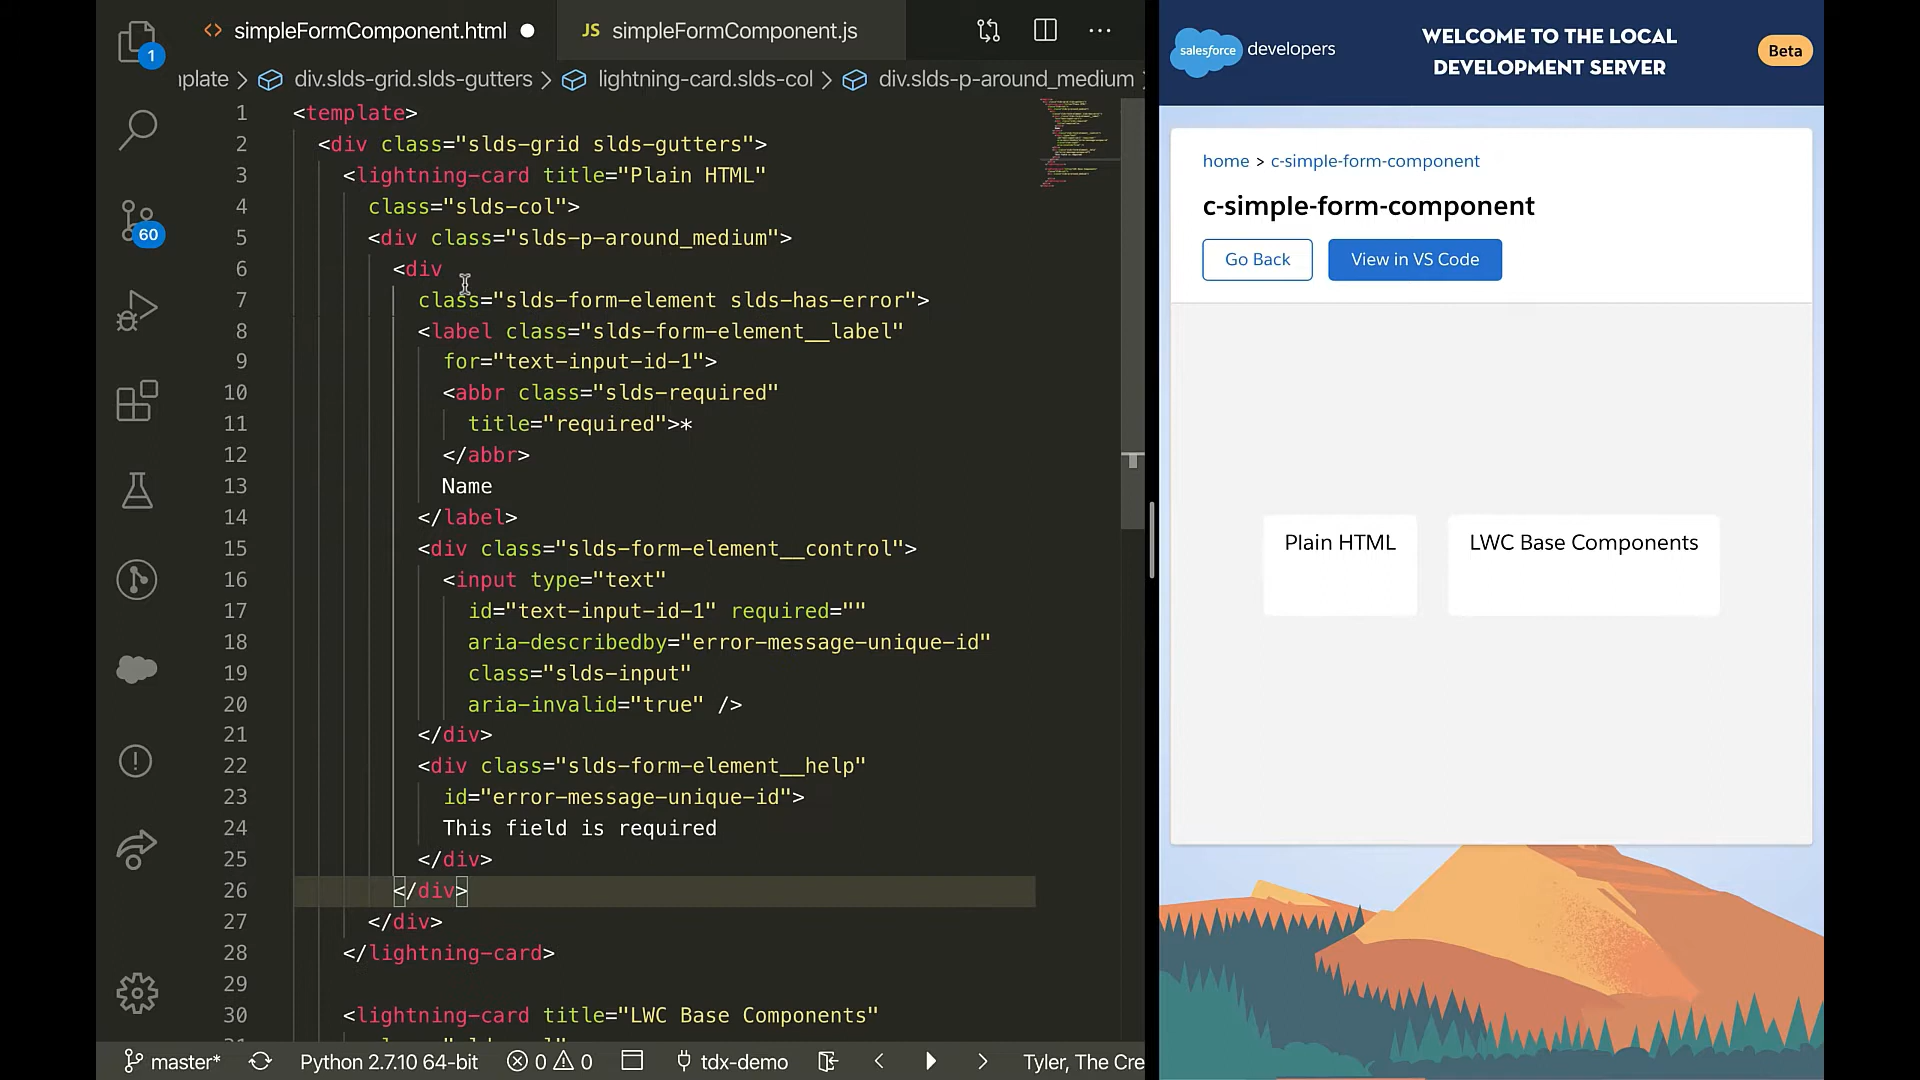 simpleFormComponent.html
JS simpleFormComponent.js
1
mplate > div.slds-grid.slds-gutters > lightning-card.slds-col > div.slds-p-around_medium
1 <template>
2 <div class="slds-grid slds-gutters">
3 <lightning-card title="Plain HTML"
4 class="slds-col">
5 <div class="slds-p-around_medium">
6 <div
7 class="slds-form-element slds-has-error">
8 <label class="slds-form-element__label"
9 for="text-input-id-1">
10 <abbr class="slds-required"
11 title="required">*
12 </abbr>
13 Name
14 </label>
15 <div class="slds-form-element__control">
16 <input type="text"
17 id="text-input-id-1" required=""
18 aria-describedby="error-message-unique-id"
19 class="slds-input"
20 aria-invalid="true" />
21 </div>
22 <div class="slds-form-element__help"
23 id="error-message-unique-id">
24 This field is required
25 </div>
26 </div>
27 </div>
28 </lightning-card>
29
30 <lightning-card title="LWC Base Components"
60
master*
Python 2.7.10 64-bit
0 0
tdx-demo
Tyler, The Cre
salesforce developers
WELCOME TO THE LOCAL
DEVELOPMENT SERVER
Beta
home > c-simple-form-component
c-simple-form-component
Go Back
View in VS Code
Plain HTML
LWC Base Components